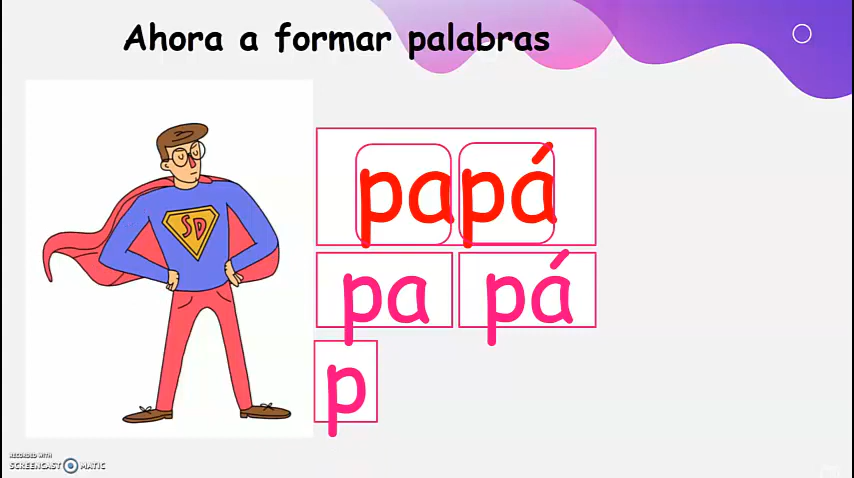 Ahora a formar palabras
SD
papá
pa pá
p
RECORDED WITH
SCREENCAST MATIC